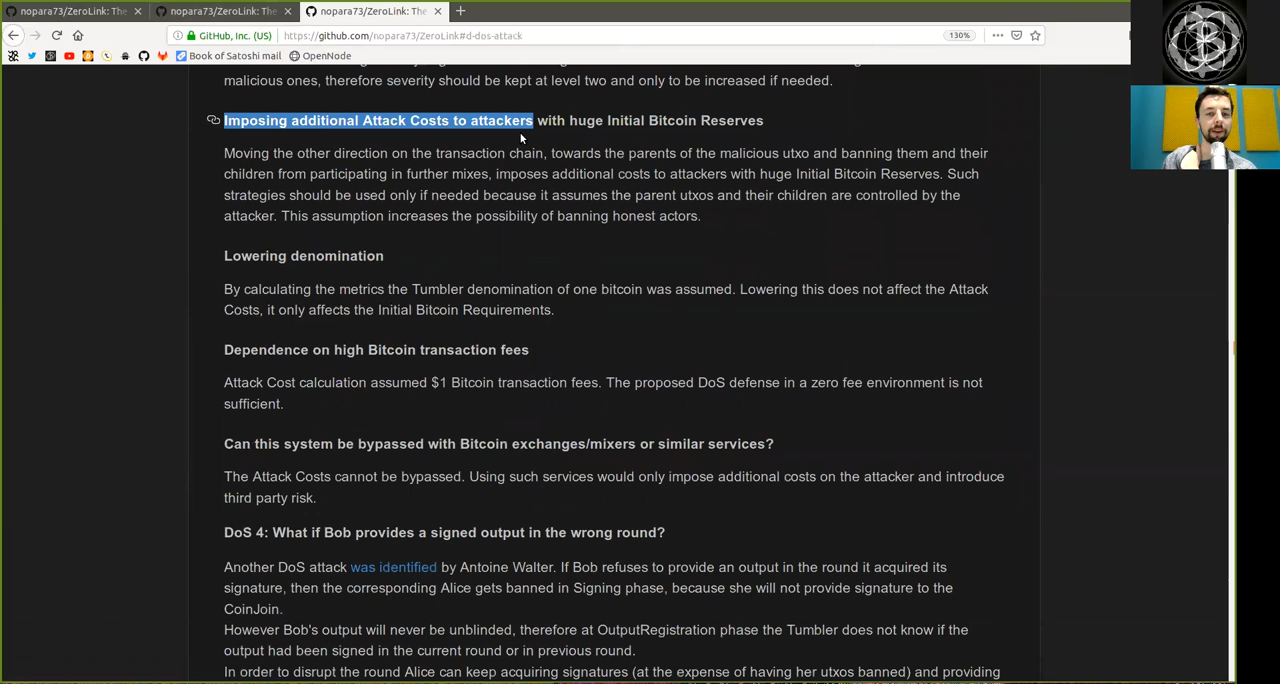 nopara73/ZeroLink: The
nopara73/ZeroLink: The
nopara73/ZeroLink: The
GitHub, Inc. (US)
https://github.com/nopara73/ZeroLink#d-dos-attack
130%
Book of Satoshi mail
OpenNode
malicious ones, therefore severity should be kept at level two and only to be increased if needed.
Imposing additional Attack Costs to attackers with huge Initial Bitcoin Reserves
Moving the other direction on the transaction chain, towards the parents of the malicious utxo and banning them and their
children from participating in further mixes, imposes additional costs to attackers with huge Initial Bitcoin Reserves. Such
strategies should be used only if needed because it assumes the parent utxos and their children are controlled by the
attacker. This assumption increases the possibility of banning honest actors.
Lowering denomination
By calculating the metrics the Tumbler denomination of one bitcoin was assumed. Lowering this does not affect the Attack
Costs, it only affects the Initial Bitcoin Requirements.
Dependence on high Bitcoin transaction fees
Attack Cost calculation assumed $1 Bitcoin transaction fees. The proposed DoS defense in a zero fee environment is not
sufficient.
Can this system be bypassed with Bitcoin exchanges/mixers or similar services?
The Attack Costs cannot be bypassed. Using such services would only impose additional costs on the attacker and introduce
third party risk.
DoS 4: What if Bob provides a signed output in the wrong round?
Another DoS attack was identified by Antoine Walter. If Bob refuses to provide an output in the round it acquired its
signature, then the corresponding Alice gets banned in Signing phase, because she will not provide signature to the
CoinJoin.
However Bob's output will never be unblinded, therefore at OutputRegistration phase the Tumbler does not know if the
output had been signed in the current round or in previous round.
In order to disrupt the round Alice can keep acquiring signatures (at the expense of having her utxos banned) and providing